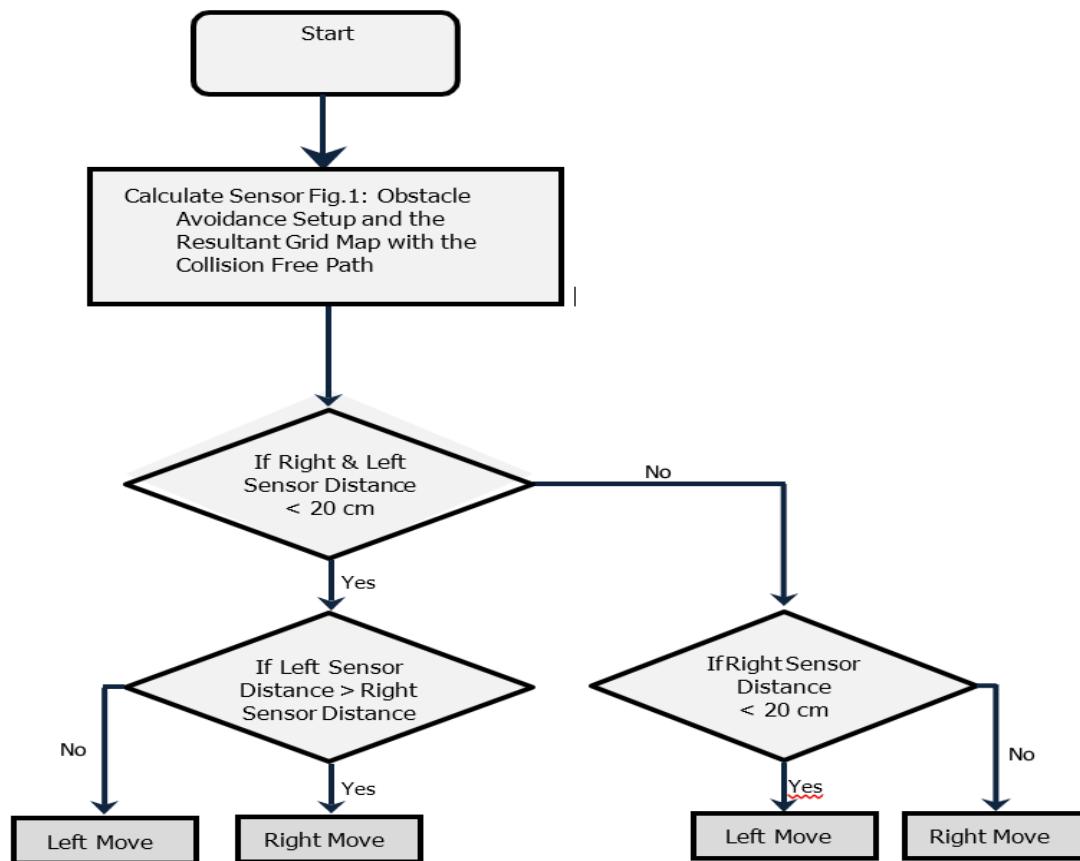 Start
Calculate Sensor Fig.1: Obstacle
Avoidance Setup and the
Resultant Grid Map with the
Collision Free Path
If Right & Left
Sensor Distance
< 20 cm
No
Yes
If Left Sensor
Distance > Right
Sensor Distance
If Right Sensor
Distance
< 20 cm
No
Yes
Yes
No
Left Move
Right Move
Left Move
Right Move